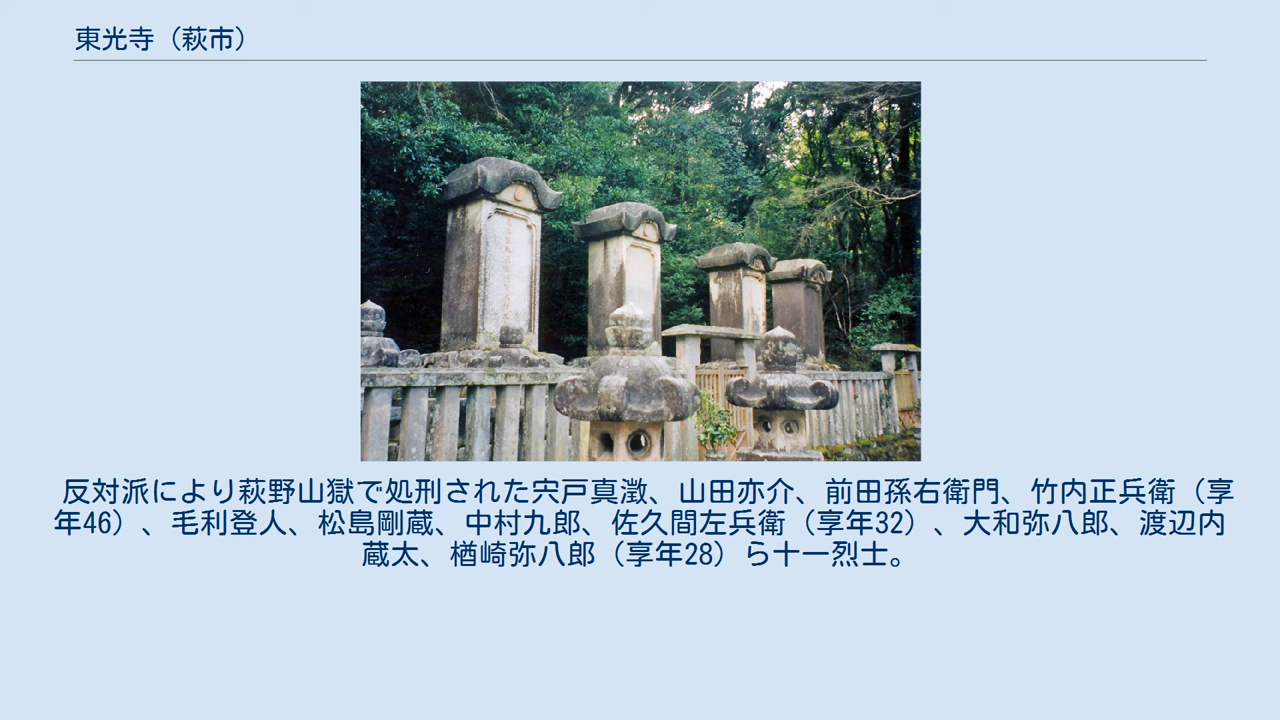 東光寺（萩市）
反対派により萩野山獄で処刑された宍戸真澂、山田亦介、前田孫右衛門、竹内正兵衛（享
年46）、毛利登人、松島剛蔵、中村九郎、佐久間左兵衛（享年32）、大和弥八郎、渡辺内
蔵太、楢崎弥八郎（享年28）ら十一烈士。